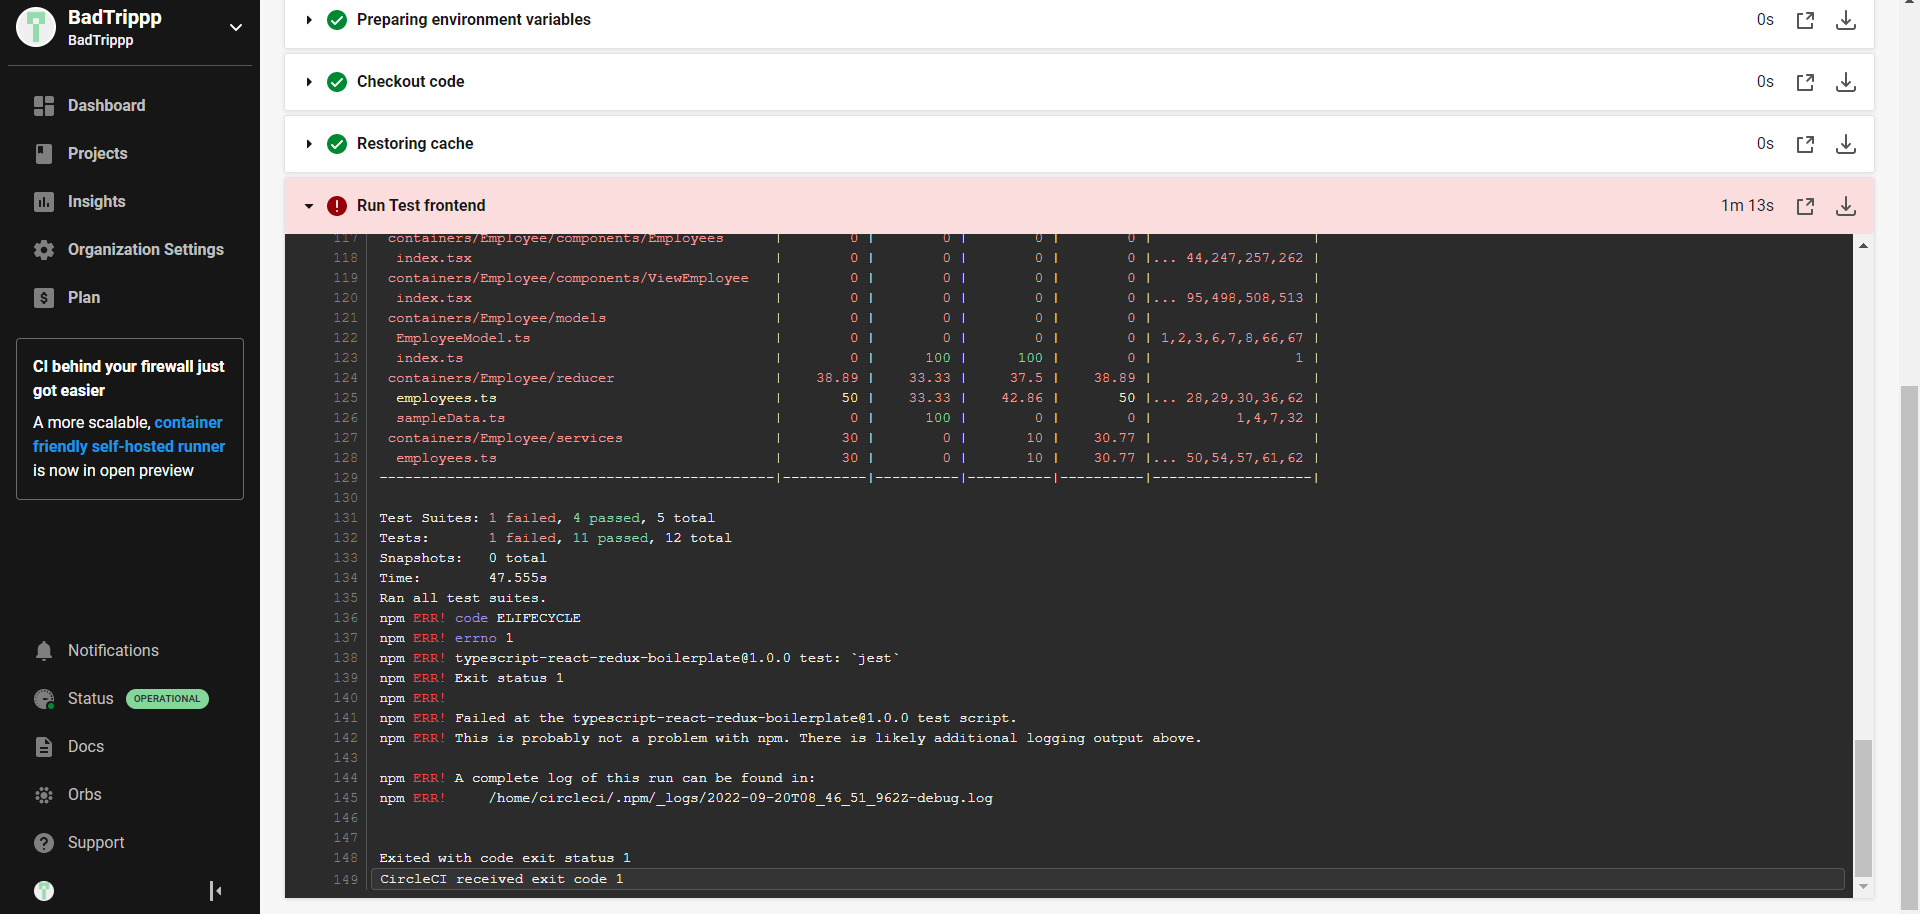 BadTrippp
BadTrippp
Dashboard
Projects
Insights
Organization Settings
Plan
CI behind your firewall just
got easier
A more scalable, container
friendly self-hosted runner
is now in open preview
Notifications
Status OPERATIONAL
Docs
Orbs
Support
Preparing environment variables 0s
Checkout code 0s
Restoring cache 0s
Run Test frontend 1m 13s
117 containers/Employee/components/Employees | 0 | 0 | 0 | 0 | |
118 index.tsx | 0 | 0 | 0 | 0 |... 44,247,257,262 |
119 containers/Employee/components/ViewEmployee | 0 | 0 | 0 | 0 | |
120 index.tsx | 0 | 0 | 0 | 0 |... 95,498,508,513 |
121 containers/Employee/models | 0 | 0 | 0 | 0 | |
122 EmployeeModel.ts | 0 | 0 | 0 | 0 | 1,2,3,6,7,8,66,67 |
123 index.ts | 0 | 100 | 100 | 0 | 1 |
124 containers/Employee/reducer | 38.89 | 33.33 | 37.5 | 38.89 | |
125 employees.ts | 50 | 33.33 | 42.86 | 50 |... 28,29,30,36,62 |
126 sampleData.ts | 0 | 100 | 0 | 0 | 1,4,7,32 |
127 containers/Employee/services | 30 | 0 | 10 | 30.77 | |
128 employees.ts | 30 | 0 | 10 | 30.77 |... 50,54,57,61,62 |
129 -----------------------------------------------|----------|----------|----------|----------|-------------------|
130
131 Test Suites: 1 failed, 4 passed, 5 total
132 Tests: 1 failed, 11 passed, 12 total
133 Snapshots: 0 total
134 Time: 47.555s
135 Ran all test suites.
136 npm ERR! code ELIFECYCLE
137 npm ERR! errno 1
138 npm ERR! typescript-react-redux-boilerplate@1.0.0 test: `jest`
139 npm ERR! Exit status 1
140 npm ERR!
141 npm ERR! Failed at the typescript-react-redux-boilerplate@1.0.0 test script.
142 npm ERR! This is probably not a problem with npm. There is likely additional logging output above.
143
144 npm ERR! A complete log of this run can be found in:
145 npm ERR! /home/circleci/.npm/_logs/2022-09-20T08_46_51_962Z-debug.log
146
147
148 Exited with code exit status 1
149 CircleCI received exit code 1